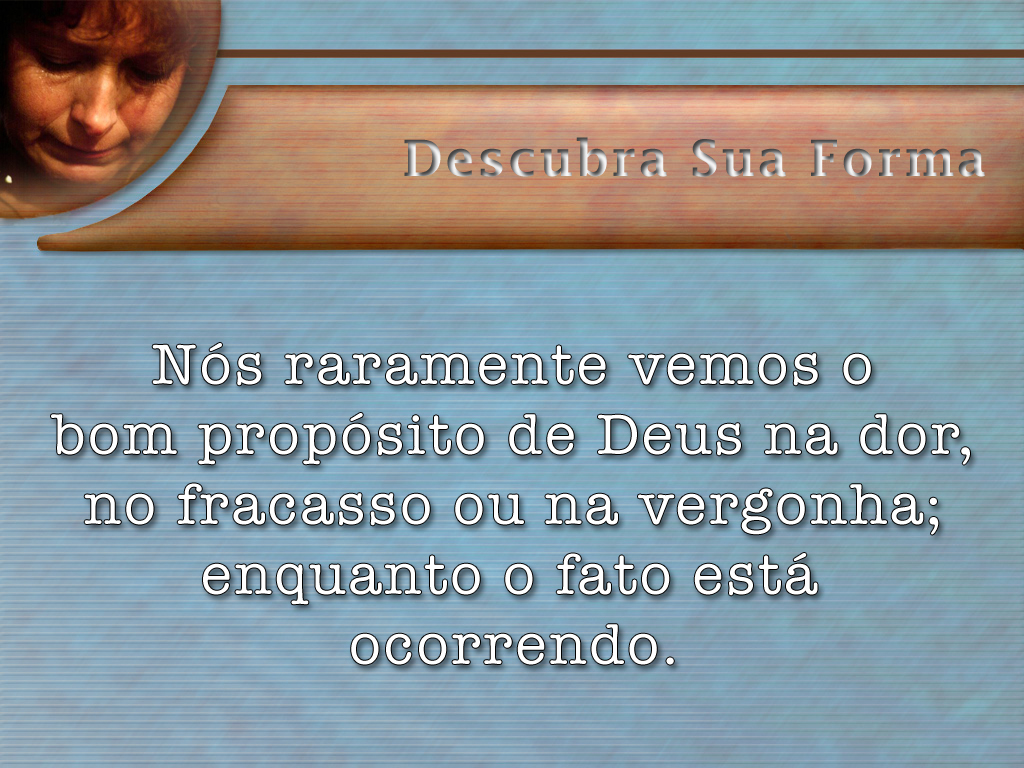 Descubra Sua Forma
Nós raramente vemos o
bom propósito de Deus na dor,
no fracasso ou na vergonha;
enquanto o fato está
ocorrendo.